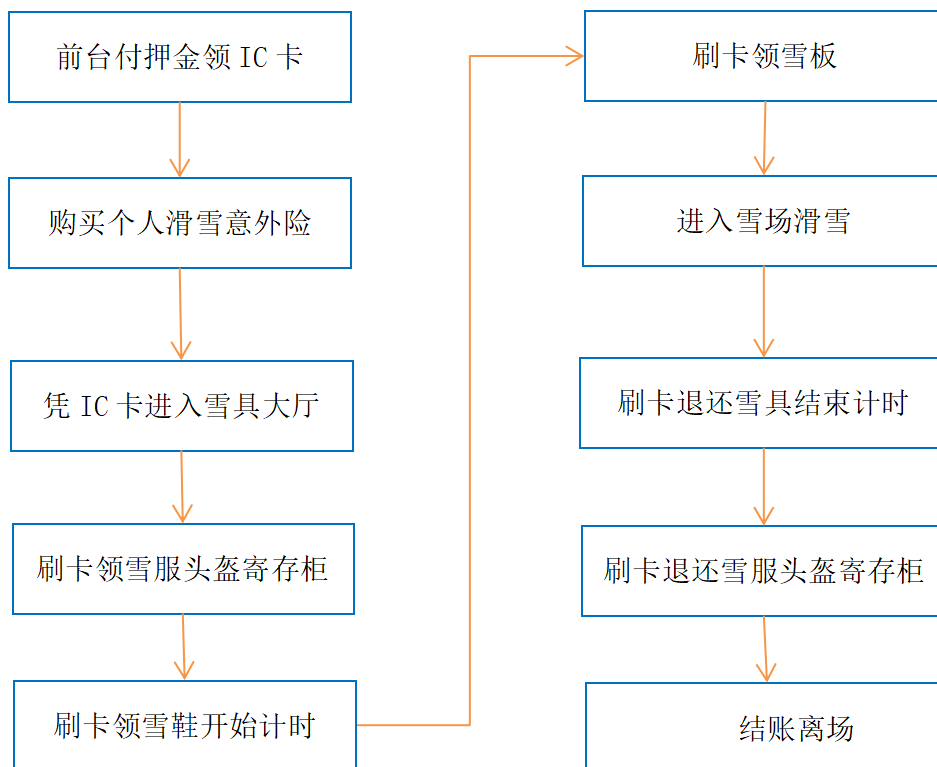 前台付押金领 IC 卡
购买个人滑雪意外险
凭 IC 卡进入雪具大厅
刷卡领雪服头盔寄存柜
刷卡领雪鞋开始计时
刷卡领雪板
进入雪场滑雪
刷卡退还雪具结束计时
刷卡退还雪服头盔寄存柜
结账离场